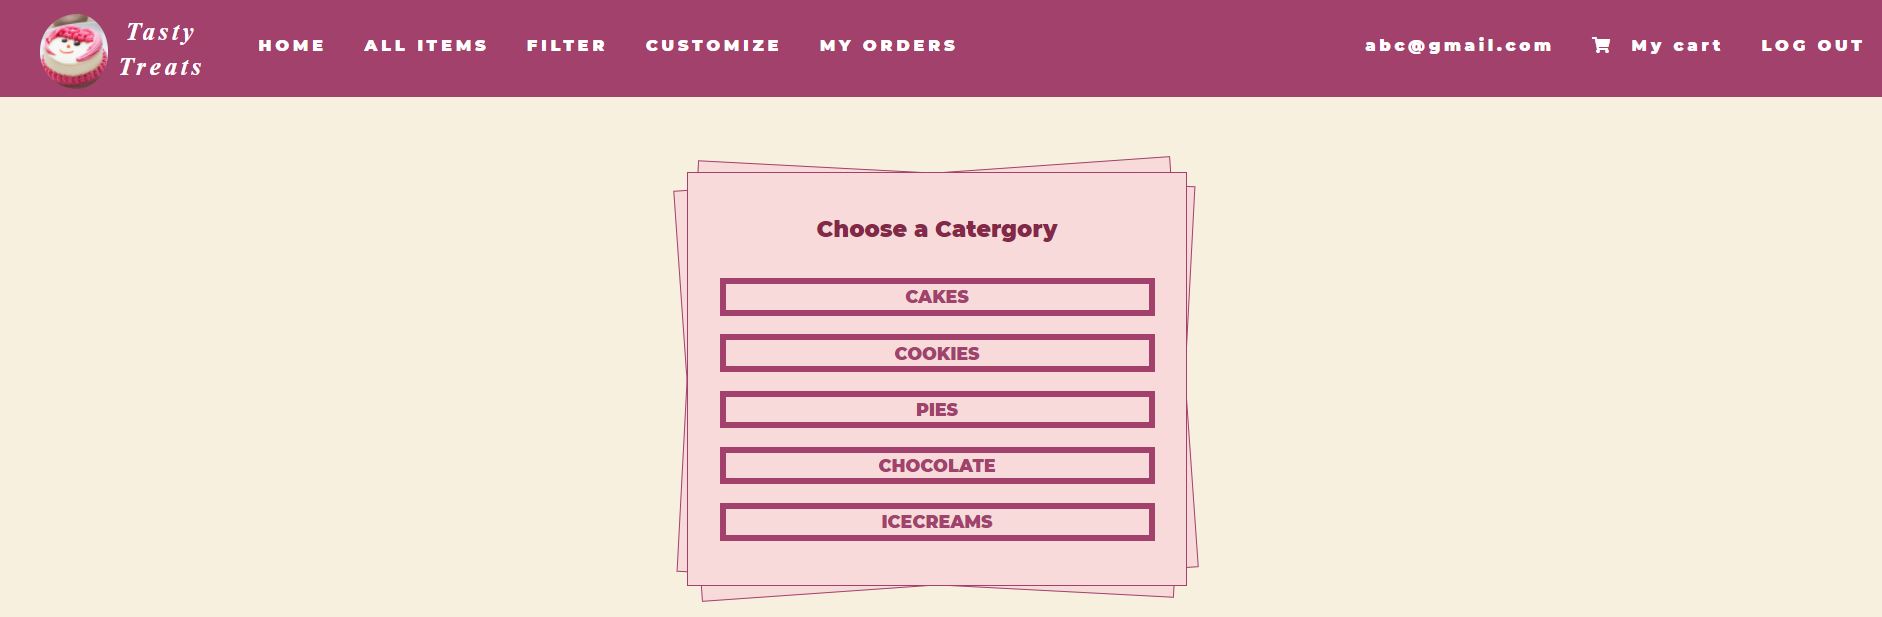 Tasty
Treats
HOME ALL ITEMS FILTER CUSTOMIZE MY ORDERS abc@gmail.com My cart LOG OUT
Choose a Catergory
CAKES
COOKIES
PIES
CHOCOLATE
ICECREAMS